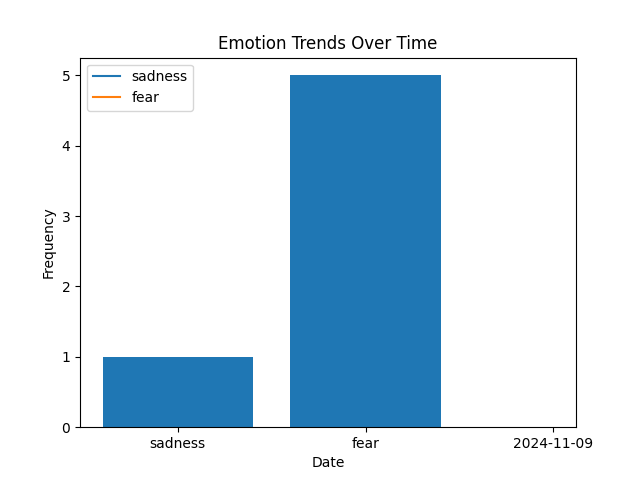 Emotion Trends Over Time
sadness
fear
5
4
3
2
1
0
Frequency
sadness fear 2024-11-09
Date